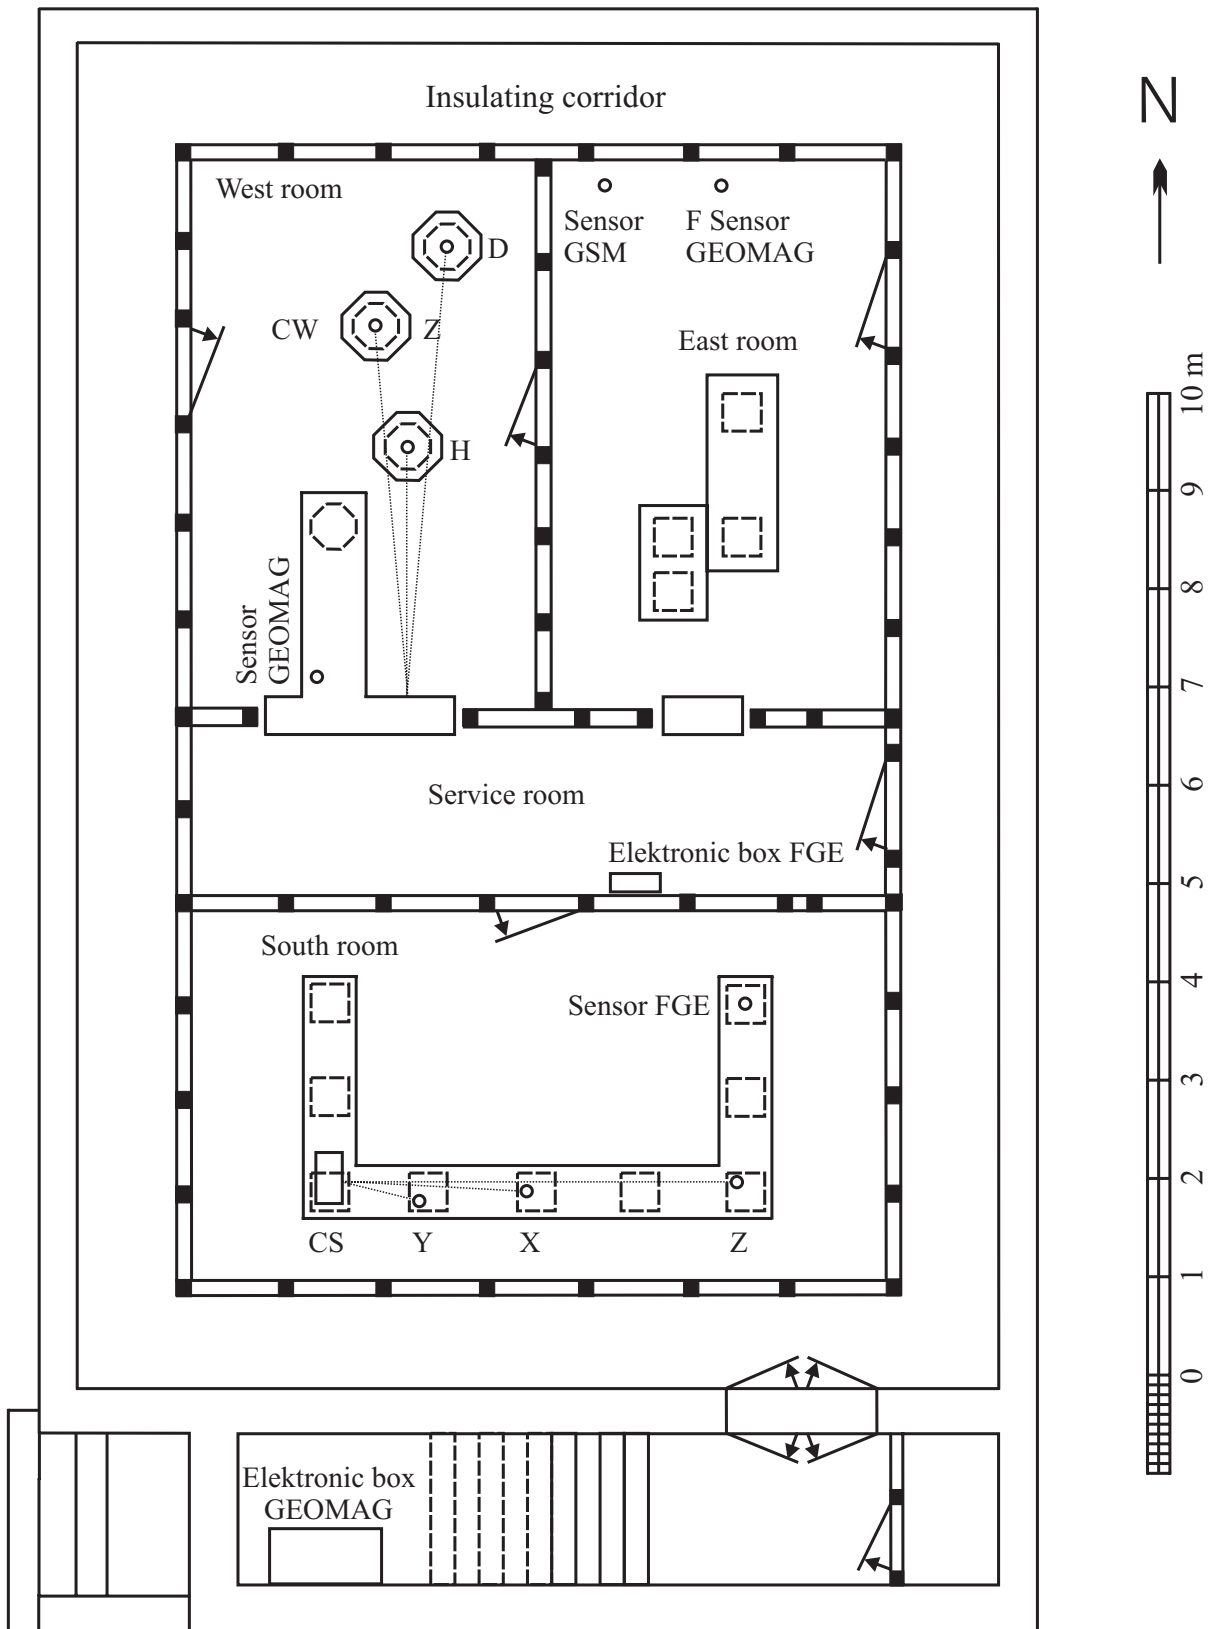 Insulating corridor
N
West room
Sensor
GSM
F Sensor
GEOMAG
D
CW
Z
East room
H
Sensor
GEOMAG
Service room
Elektronic box FGE
South room
Sensor FGE
CS
Y
X
Z
Elektronic box
GEOMAG
10 m
9
8
7
6
5
4
3
2
1
0